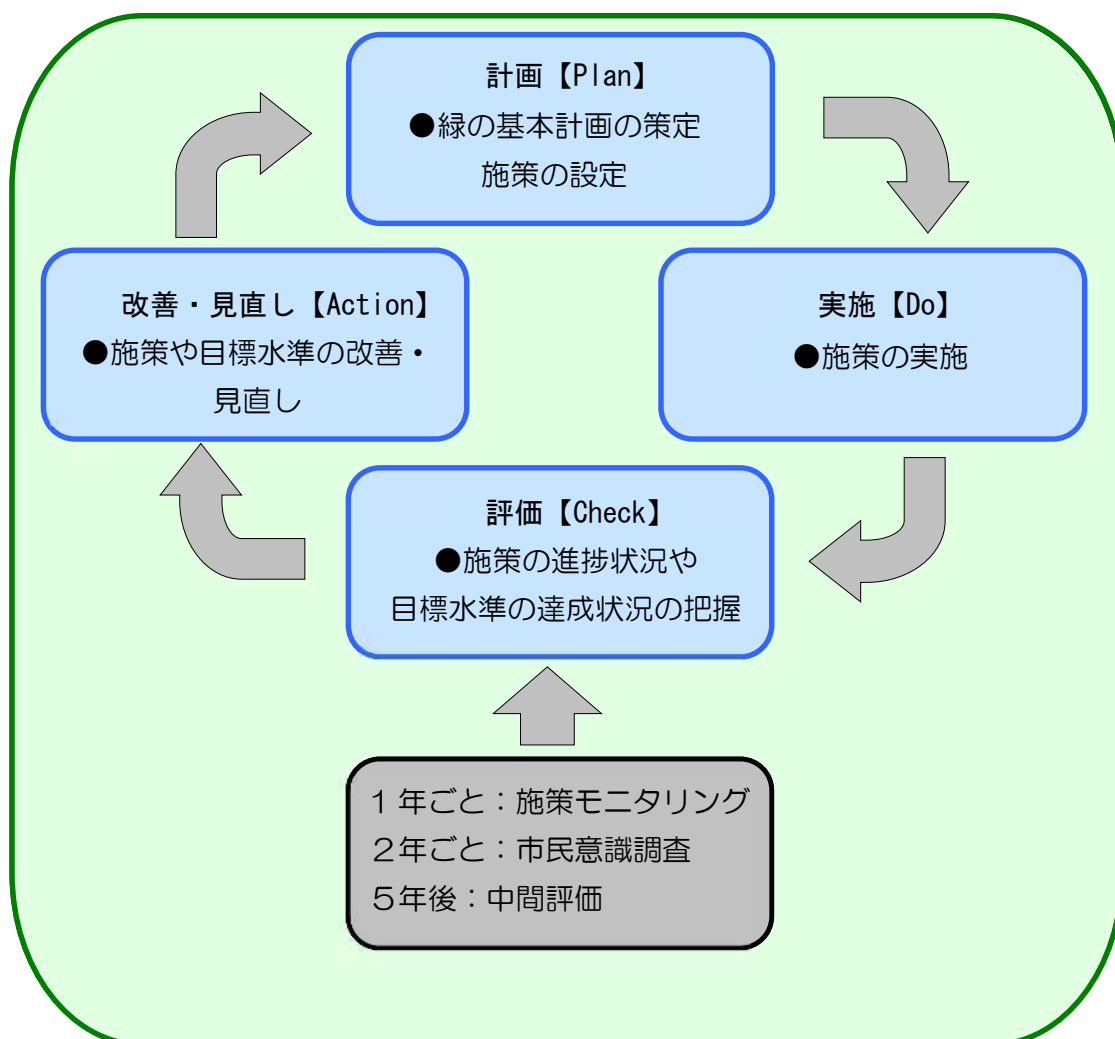 計画【Plan】
●緑の基本計画の策定
施策の設定
改善・見直し【Action】
●施策や目標水準の改善・
見直し
実施【Do】
●施策の実施
評価【Check】
●施策の進捗状況や
目標水準の達成状況の把握
1年ごと：施策モニタリング
２年ごと：市民意識調査
５年後：中間評価